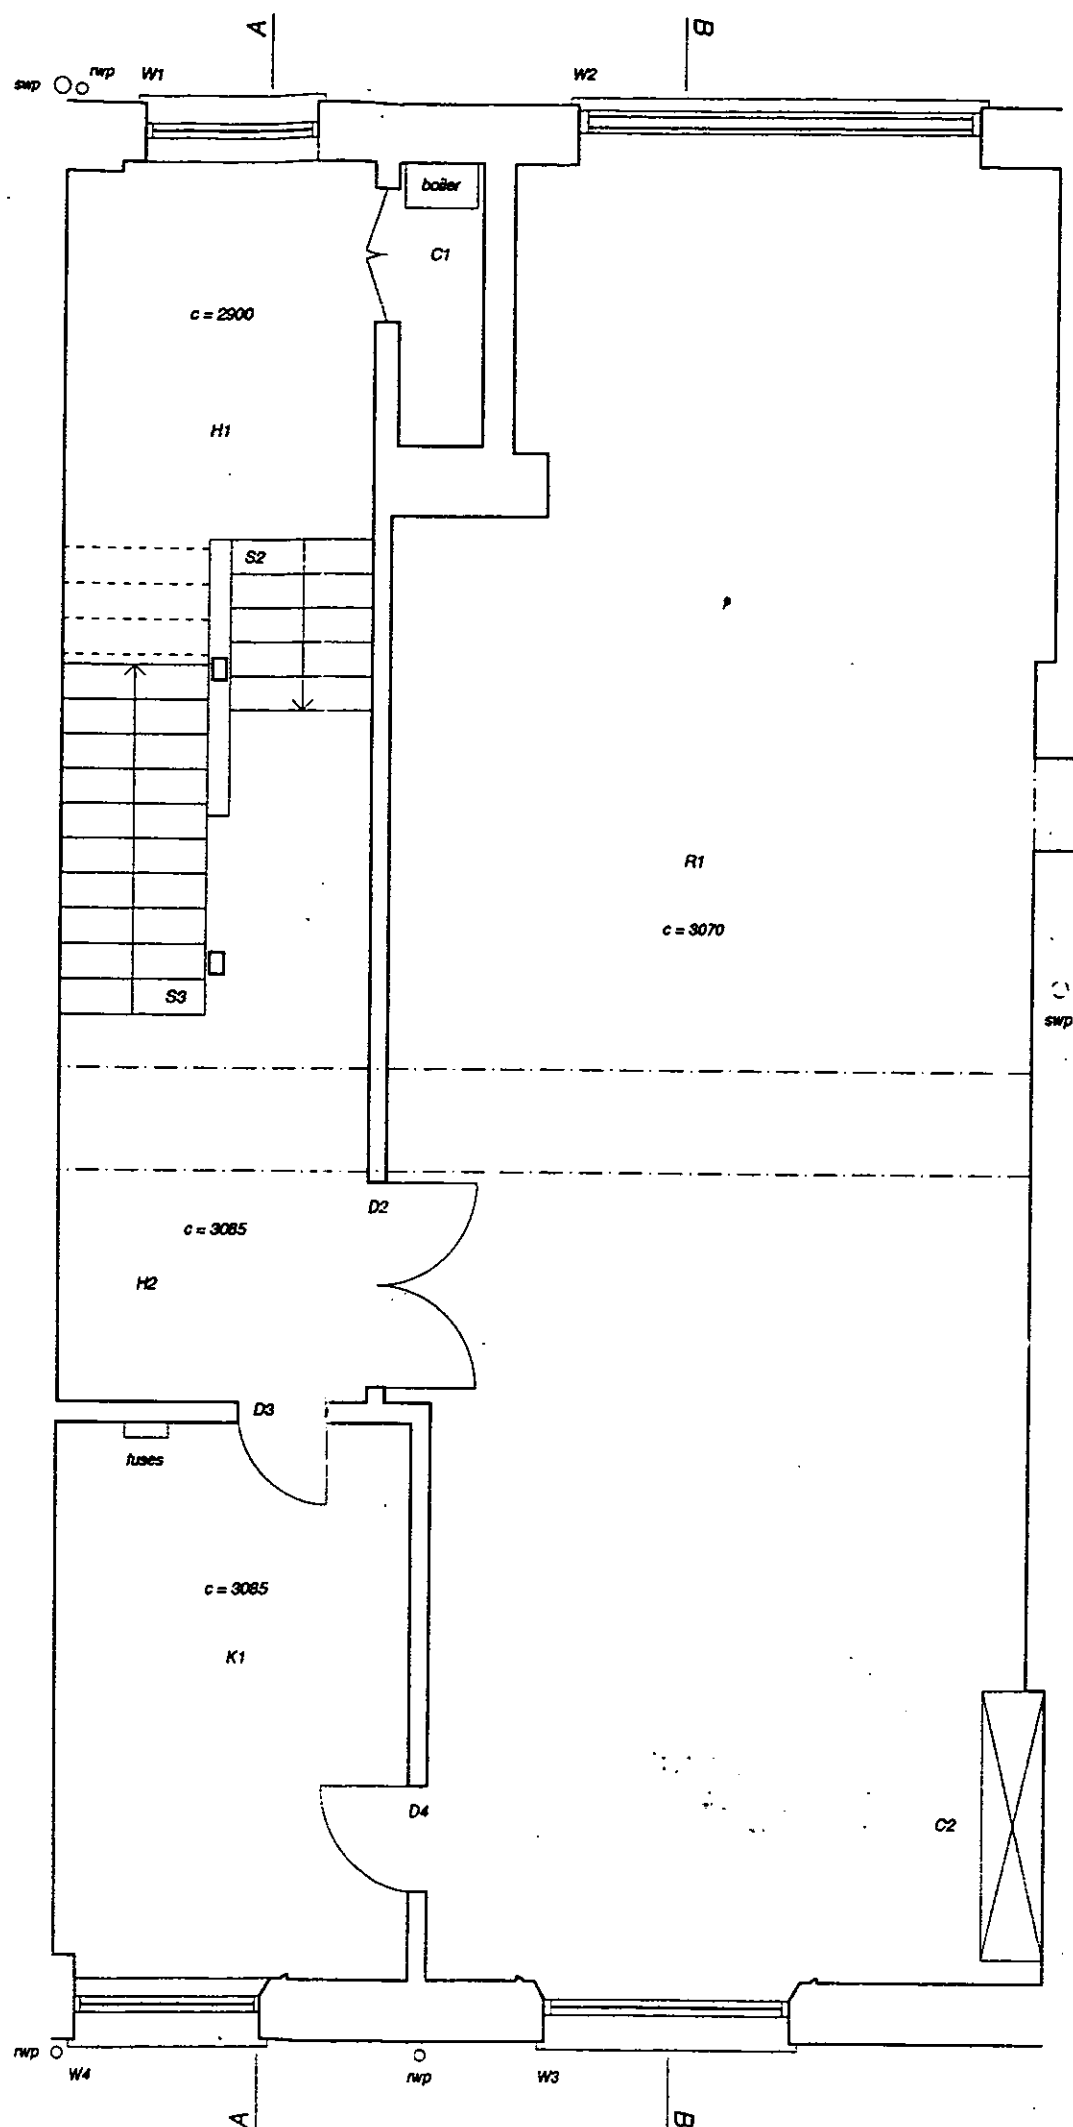 A
B
swp
rwp
W1
W2
boiler
C1
c = 2900
H1
S2
R1
c = 3070
S3
swp
D2
c = 3085
H2
D3
fuses
c = 3085
K1
D4
C2
rwp
W4
rwp
W3
A
B